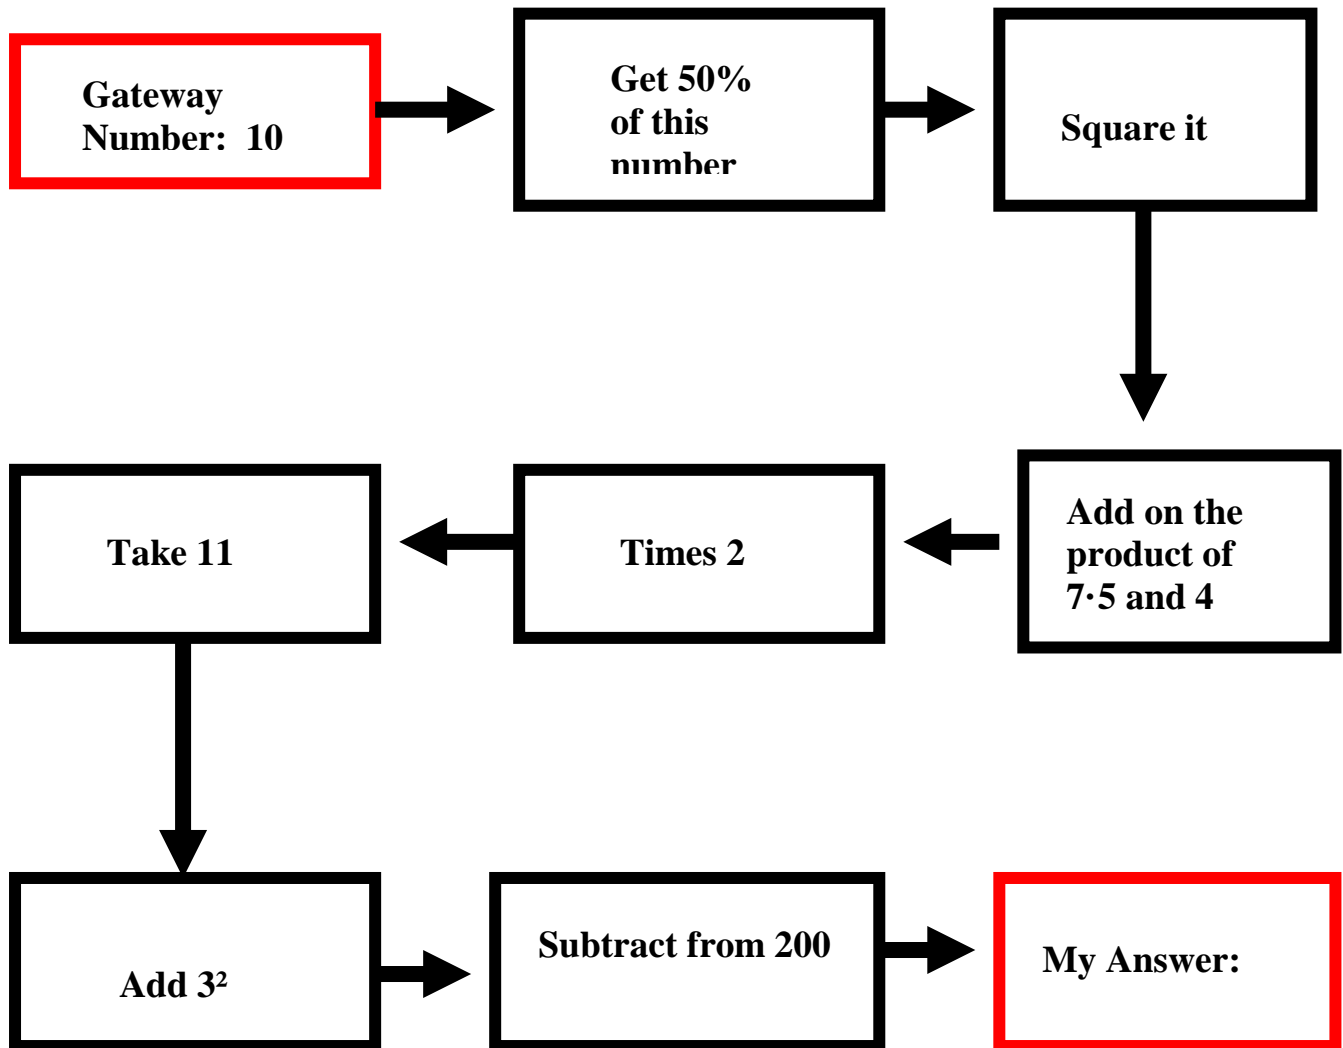 Gateway
Number: 10
Get 50%
of this
number
Square it
Add on the
product of
7·5 and 4
Times 2
Take 11
Add 3²
Subtract from 200
My Answer: